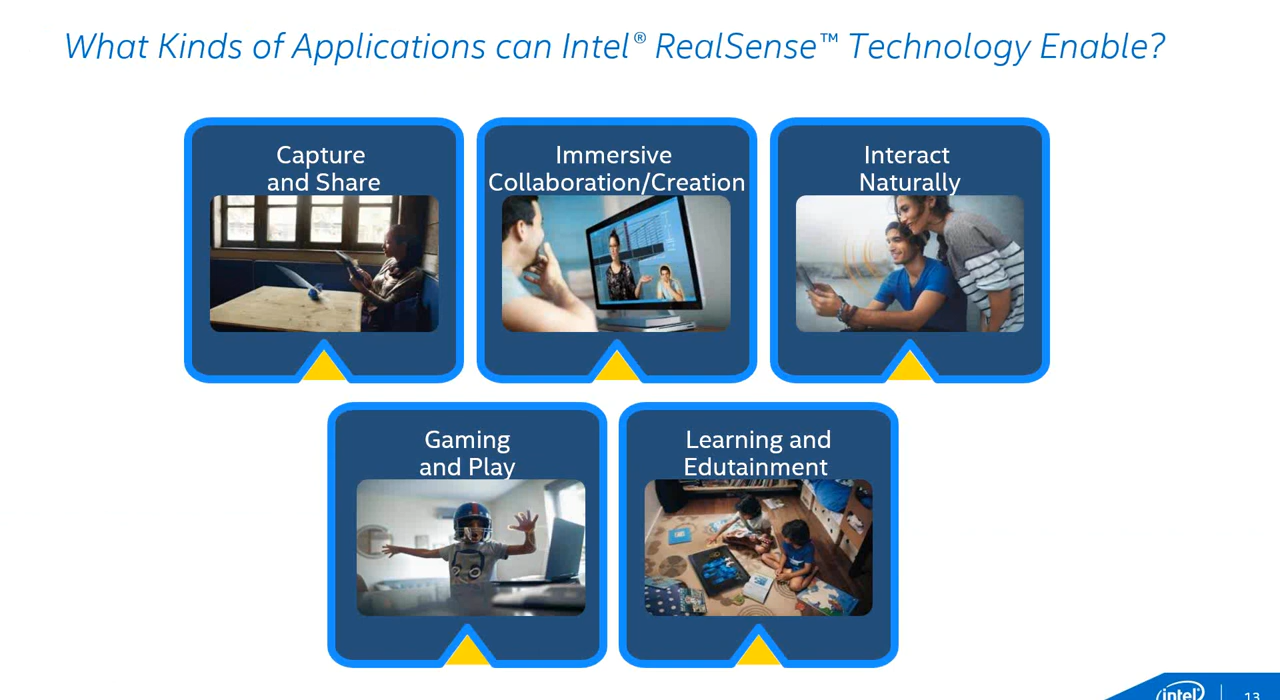 What Kinds of Applications can Intel® RealSense™ Technology Enable?
Capture
and Share
Immersive
Collaboration/Creation
Interact
Naturally
Gaming
and Play
Learning and
Edutainment
intel
13